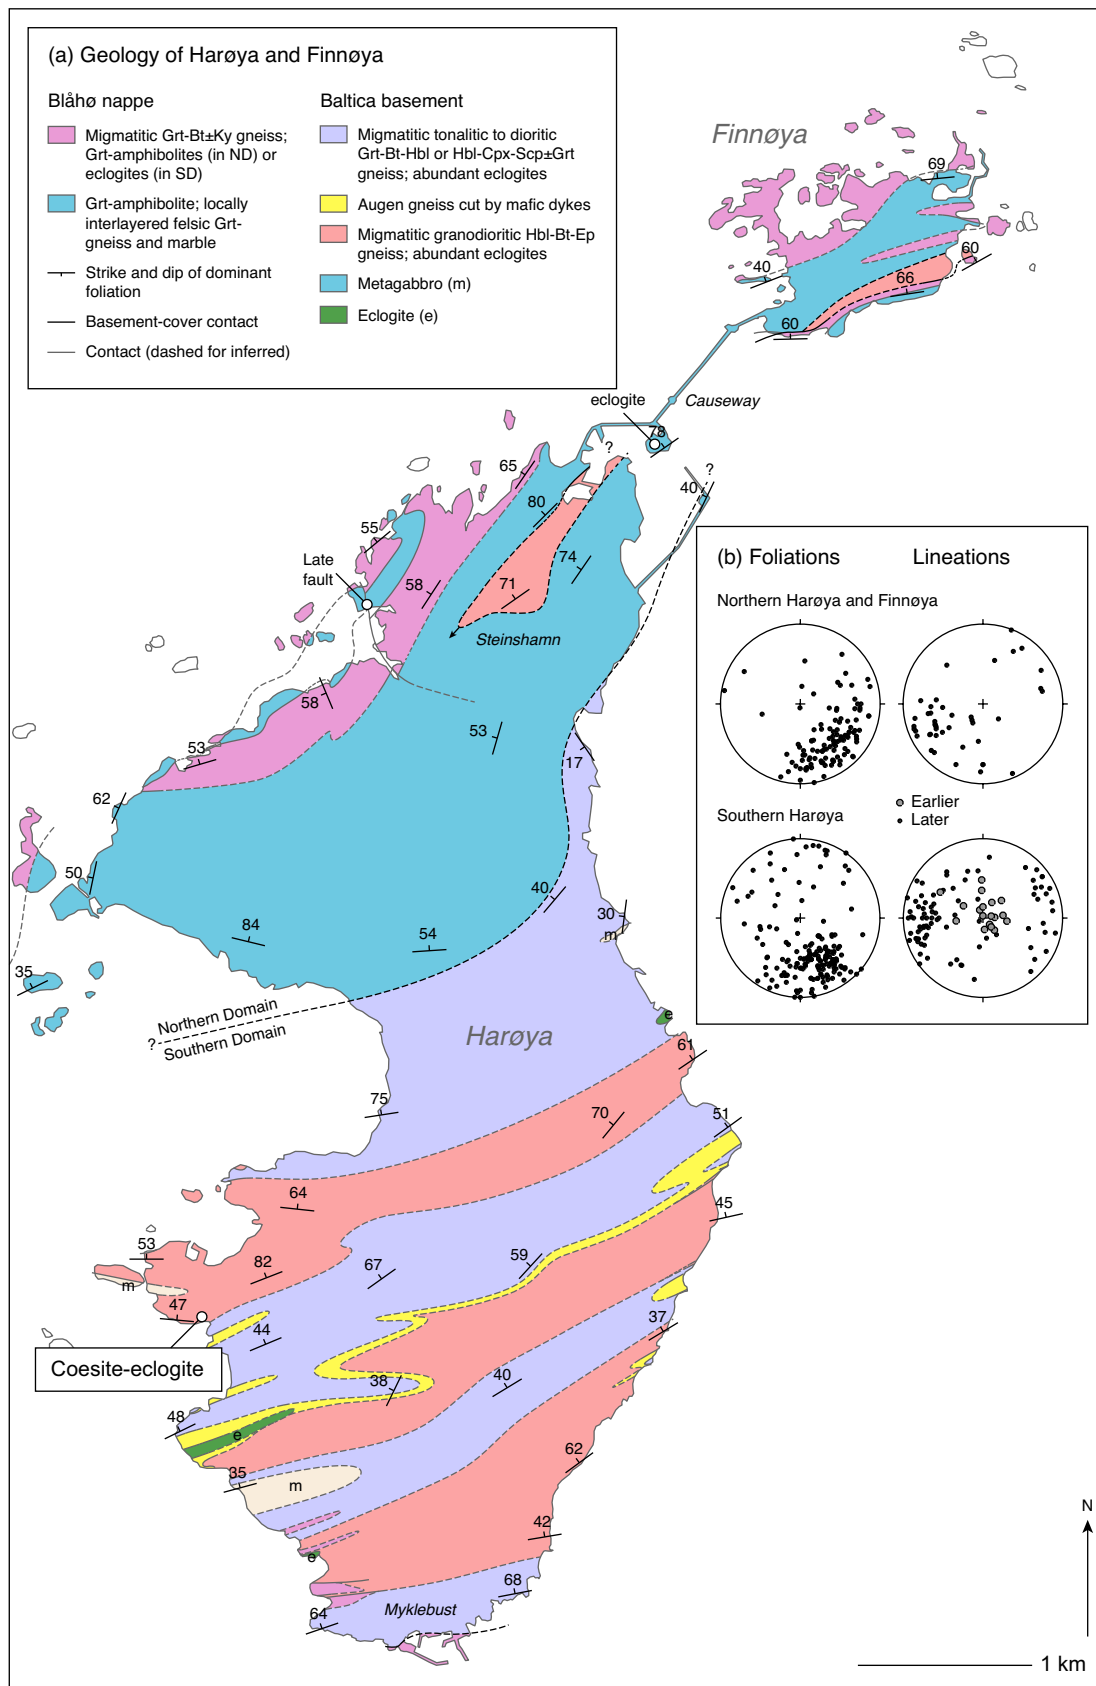 (a) Geology of Harøya and Finnøya
Blåhø nappe
Migmatitic Grt-Bt±Ky gneiss;
Grt-amphibolites (in ND) or
eclogites (in SD)
Grt-amphibolite; locally
interlayered felsic Grt-
gneiss and marble
Strike and dip of dominant
foliation
Basement-cover contact
Contact (dashed for inferred)
Baltica basement
Migmatitic tonalitic to dioritic
Grt-Bt-Hbl or Hbl-Cpx-Scp±Grt
gneiss; abundant eclogites
Augen gneiss cut by mafic dykes
Migmatitic granodioritic Hbl-Bt-Ep
gneiss; abundant eclogites
Metagabbro (m)
Eclogite (e)
Finnøya
69
40
60
66
60
Causeway
eclogite
78
?
?
65
40
80
55
Late
fault
74
58
71
Steinshamn
58
53
53
17
62
50
40
30
m
84
54
35
Northern Domain
?
Southern Domain
Harøya
e
61
75
70
51
64
45
53
59
82
67
m
47
44
37
Coesite-eclogite
38
40
48
e
62
35
m
42
e
68
64
Myklebust
(b) Foliations
Lineations
Northern Harøya and Finnøya
Southern Harøya
Earlier
Later
N
1 km